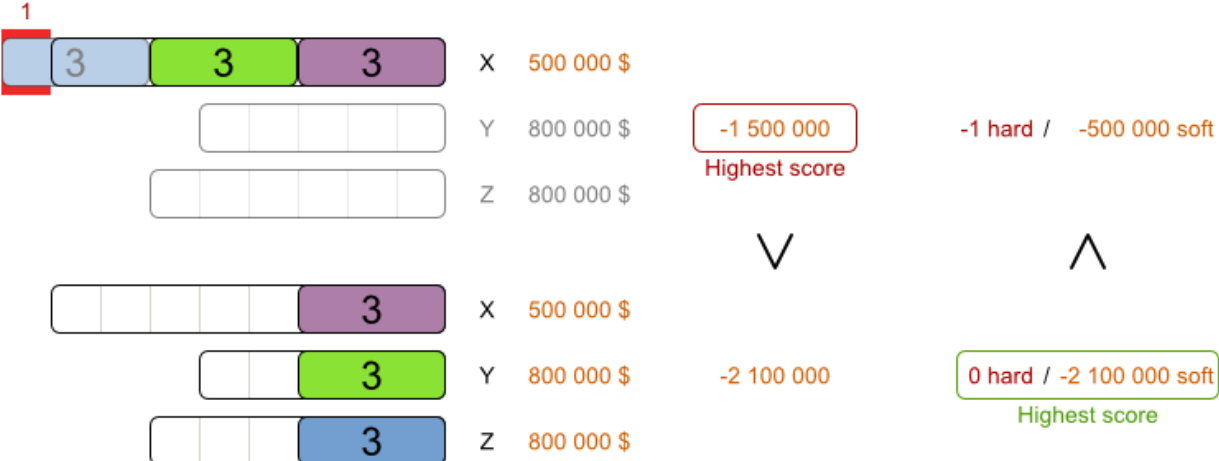 1
3 3 3 X 500 000 $
Y 800 000 $ -1 500 000 -1 hard / -500 000 soft
Highest score
Z 800 000 $
3 X 500 000 $
3 Y 800 000 $ -2 100 000 0 hard / -2 100 000 soft
Highest score
3 Z 800 000 $